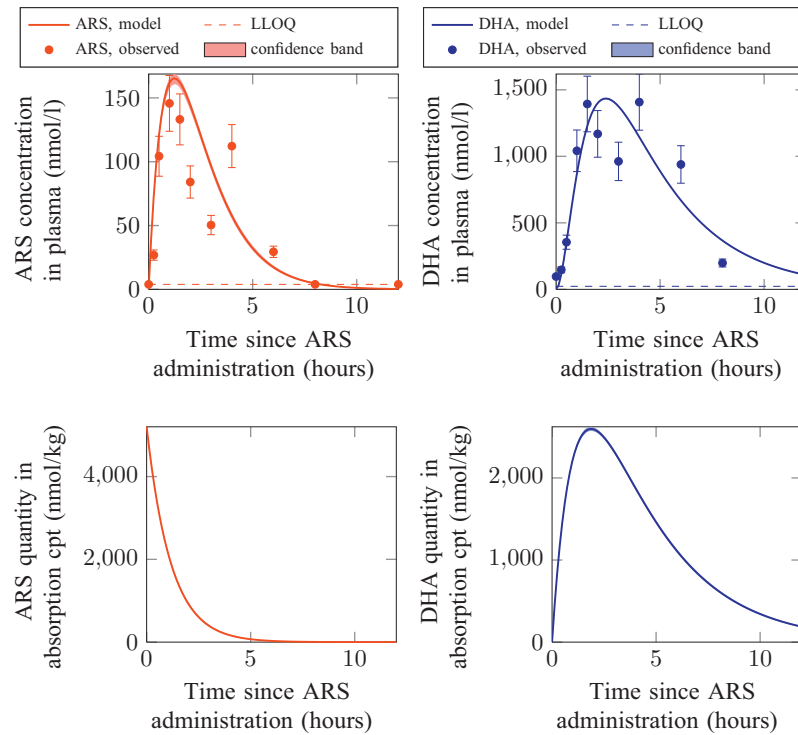 ARS, model LLOQ
ARS, observed confidence band
DHA, model LLOQ
DHA, observed confidence band
ARS concentration
in plasma (nmol/l)
150
100
50
0
0 5 10
Time since ARS
administration (hours)
DHA concentration
in plasma (nmol/l)
1,500
1,000
500
0
0 5 10
Time since ARS
administration (hours)
ARS quantity in
absorption cpt (nmol/kg)
4,000
2,000
0
0 5 10
Time since ARS
administration (hours)
DHA quantity in
absorption cpt (nmol/kg)
2,000
1,000
0
0 5 10
Time since ARS
administration (hours)